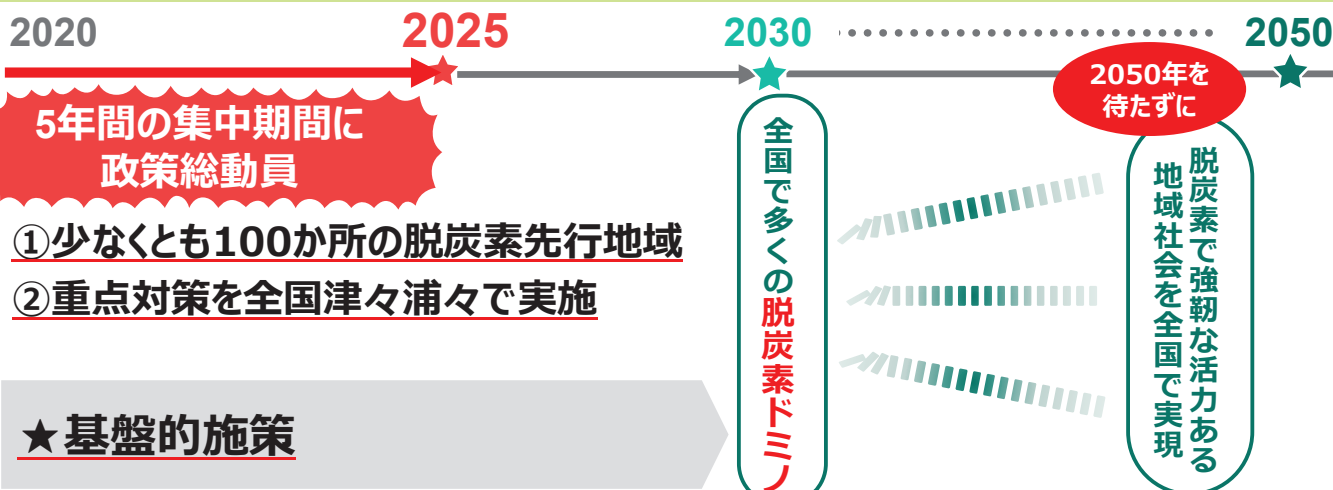 2020
2025
2030
2050
2050年を
待たずに
5年間の集中期間に
政策総動員
①少なくとも100か所の脱炭素先行地域
②重点対策を全国津々浦々で実施
★基盤的施策
全国で多くの脱炭素ドミノ
脱炭素で強靭な活力ある
地域社会を全国で実現